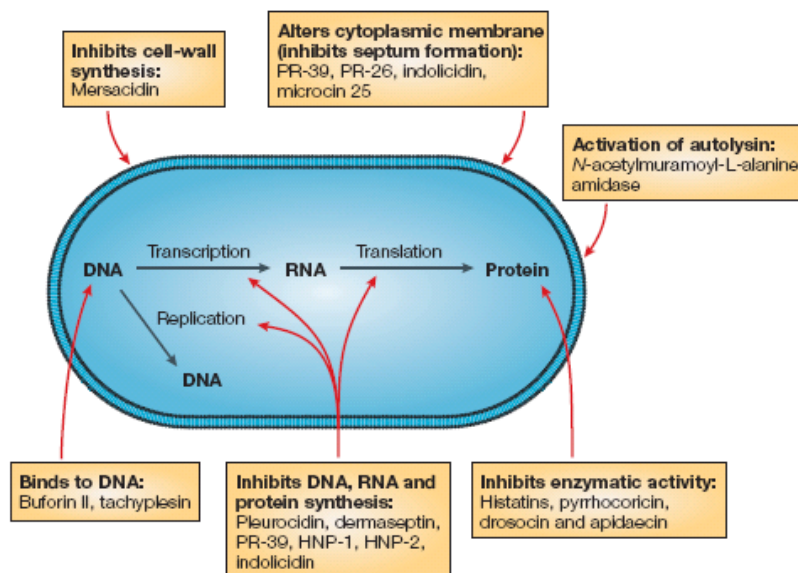 Inhibits cell-wall
synthesis:
Mersacidin
Alters cytoplasmic membrane
(inhibits septum formation):
PR-39, PR-26, indolicidin,
microcin 25
Activation of autolysin:
N-acetylmuramoyl-L-alanine
amidase
DNA
Transcription
RNA
Translation
Protein
Replication
DNA
Binds to DNA:
Buforin II, tachyplesin
Inhibits DNA, RNA and
protein synthesis:
Pleurocidin, dermaseptin,
PR-39, HNP-1, HNP-2,
indolicidin
Inhibits enzymatic activity:
Histatins, pyrrhocoricin,
drosocin and apidaecin